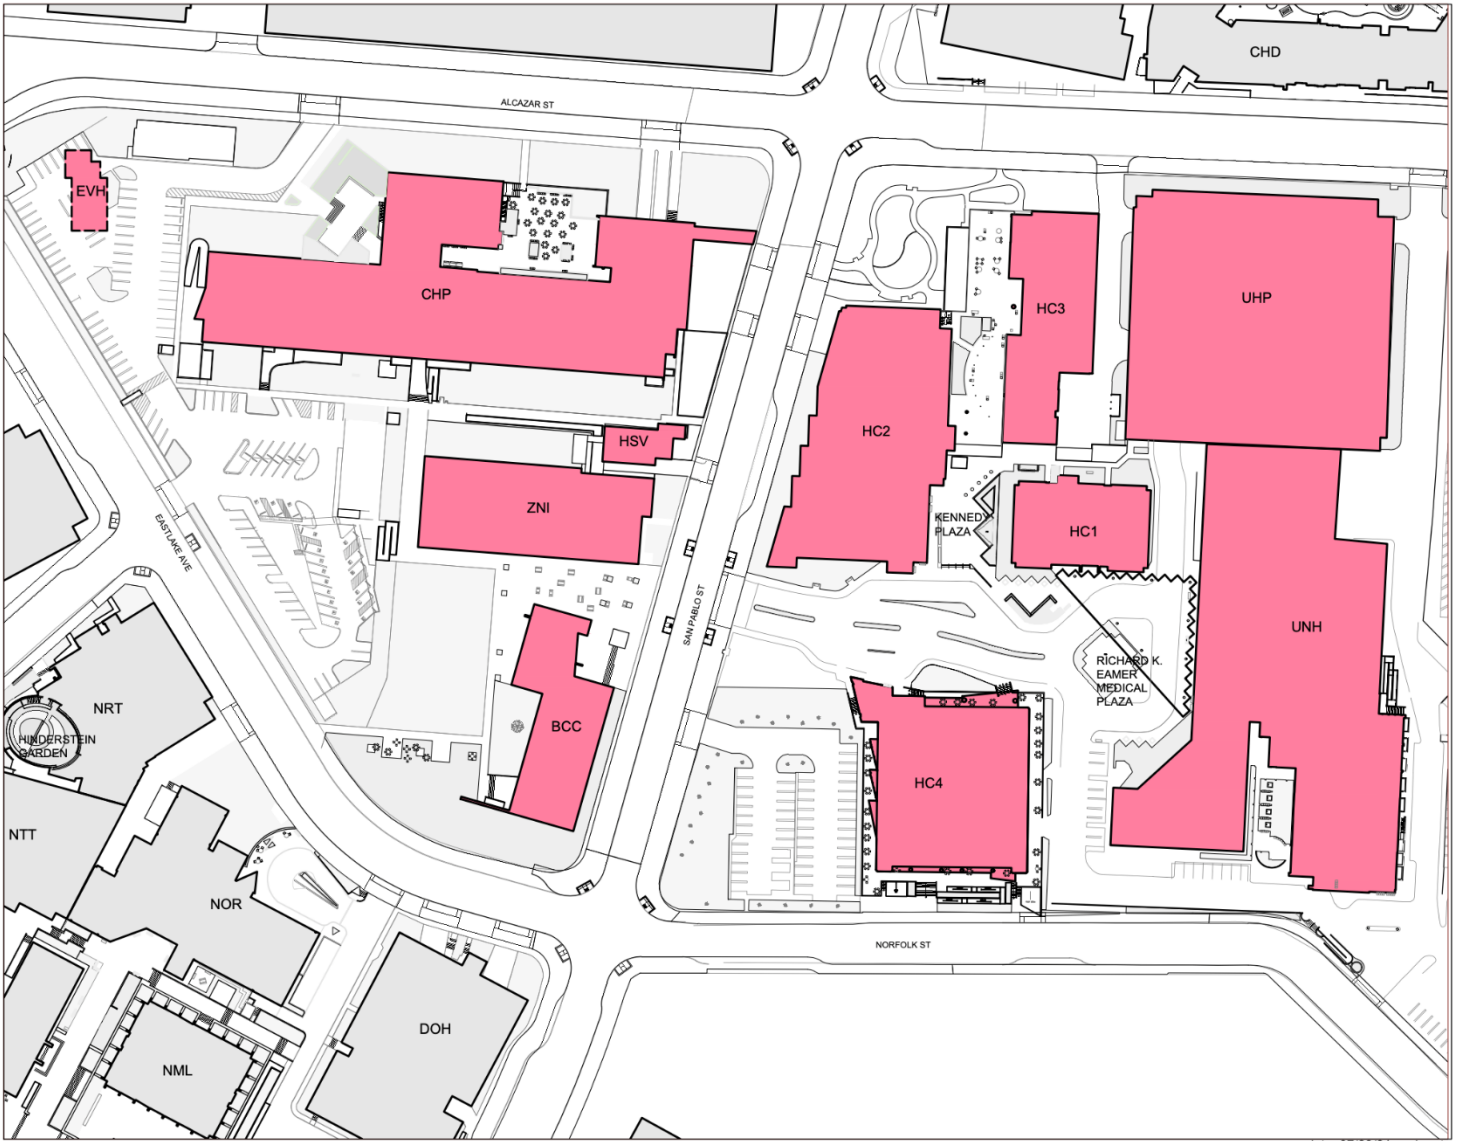 CHD
ALCAZAR ST
EVH
CHP
HC3
UHP
HC2
HSV
ZNI
KENNEDY
PLAZA
HC1
EASTLAKE AVE
SAN PABLO ST
UNH
RICHARD K.
EAMER
MEDICAL
PLAZA
NRT
HINDERSTEIN
GARDEN
BCC
HC4
NTT
NOR
NORFOLK ST
DOH
NML